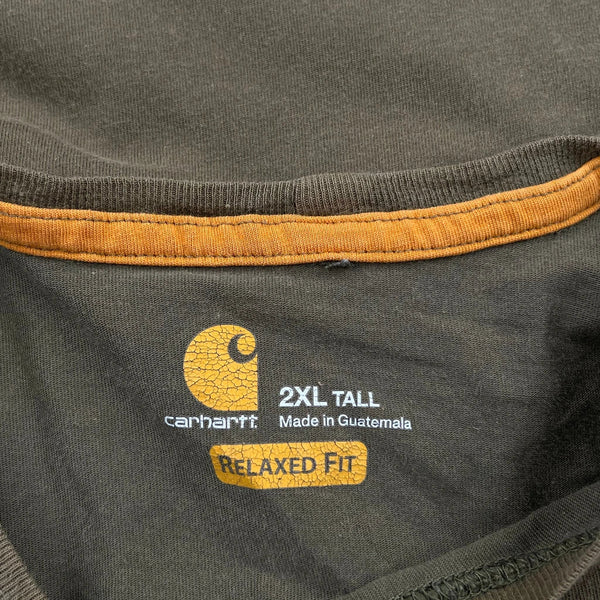 carhartt
2XL TALL
Made in Guatemala
RELAXED FIT